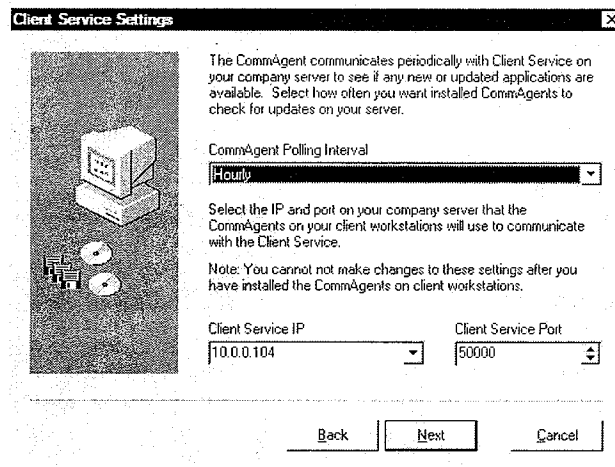 Client Service Settings
The CommAgent communicates periodically with Client Service on
your company server to see if any new or updated applications are
available. Select how often you want installed CommAgents to
check for updates on your server.
CommAgent Polling Interval
Hourly
Select the IP and port on your company server that the
CommAgents on your client workstations will use to communicate
with the Client Service.
Note: You cannot not make changes to these settings after you
have installed the CommAgents on client workstations.
Client Service IP Client Service Port
10.0.0.104 50000
Back Next Cancel